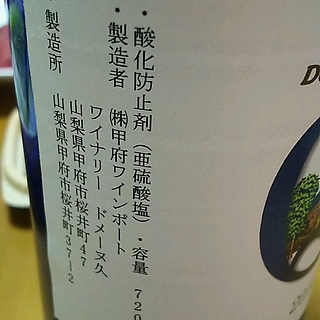 ・酸化防止剤（亜硫酸塩）・容量 720
・製造者 ㈱甲府ワインポート
ワイナリー ドメーヌ久
山梨県甲府市桜井町47
製造所 山梨県甲府市桜井町37ー2